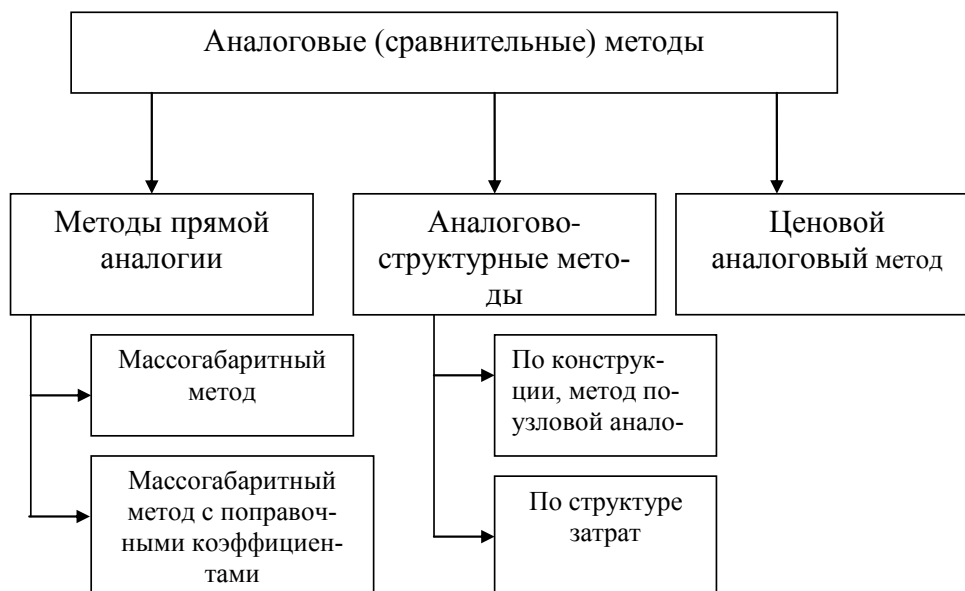 Аналоговые (сравнительные) методы
Методы прямой
аналогии
Аналогово-
структурные мето-
ды
Ценовой
аналоговый метод
Массогабаритный
метод
По конструк-
ции, метод по-
узловой анало-
Массогабаритный
метод с поправоч-
ными коэффициен-
тами
По структуре
затрат